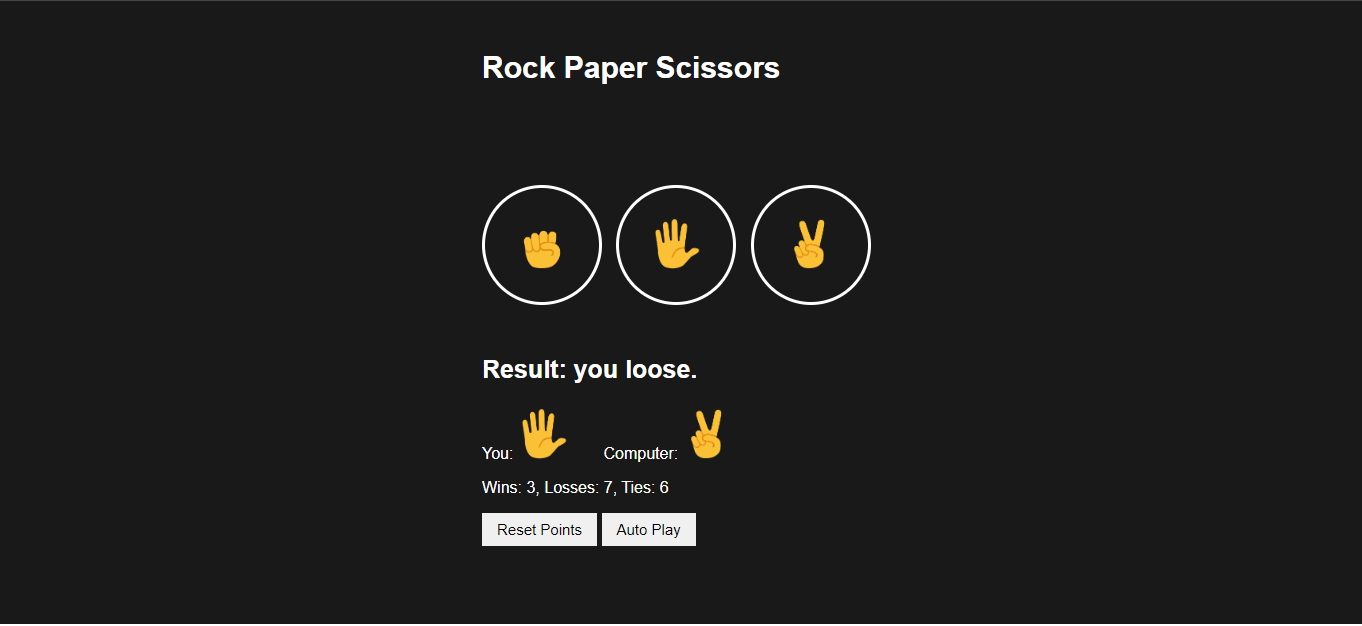 Rock Paper Scissors
Result: you loose.
You: Computer:
Wins: 3, Losses: 7, Ties: 6
Reset Points Auto Play